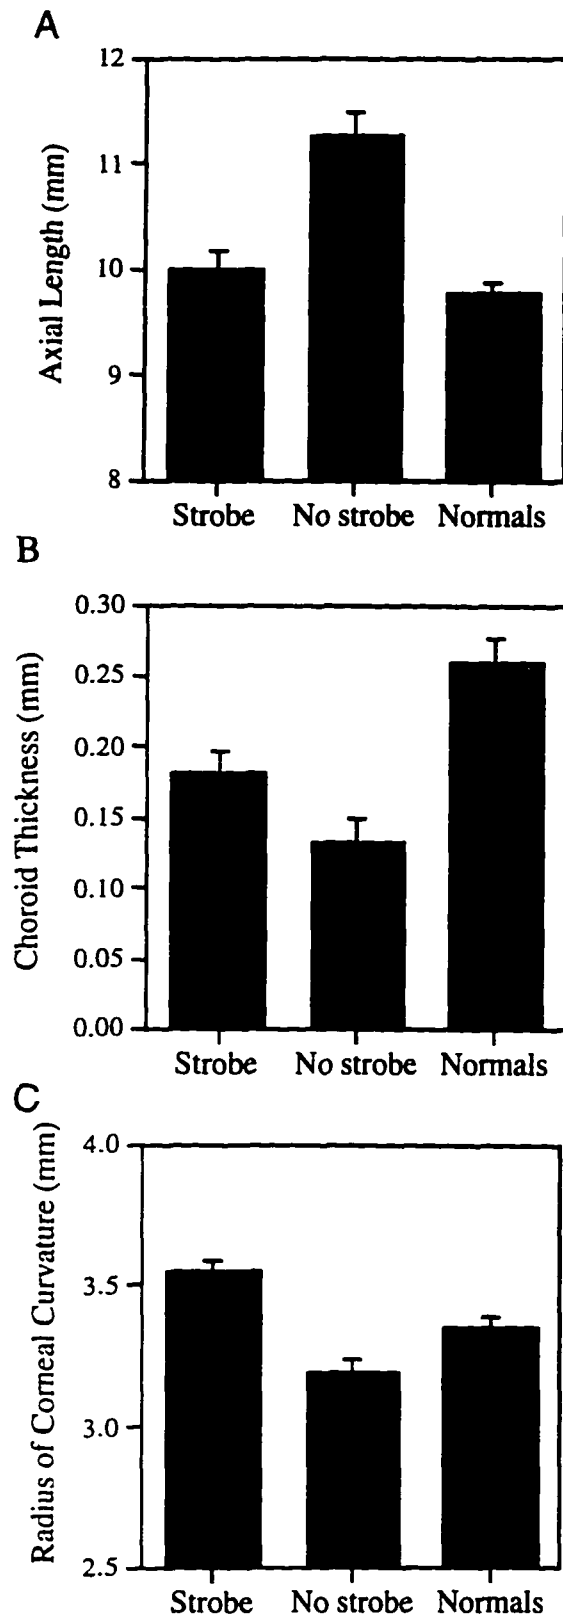 A
Axial Length (mm)
12
11
10
9
8
Strobe No strobe Normals
B
Choroid Thickness (mm)
0.30
0.25
0.20
0.15
0.10
0.05
0.00
Strobe No strobe Normals
C
Radius of Corneal Curvature (mm)
4.0
3.5
3.0
2.5
Strobe No strobe Normals